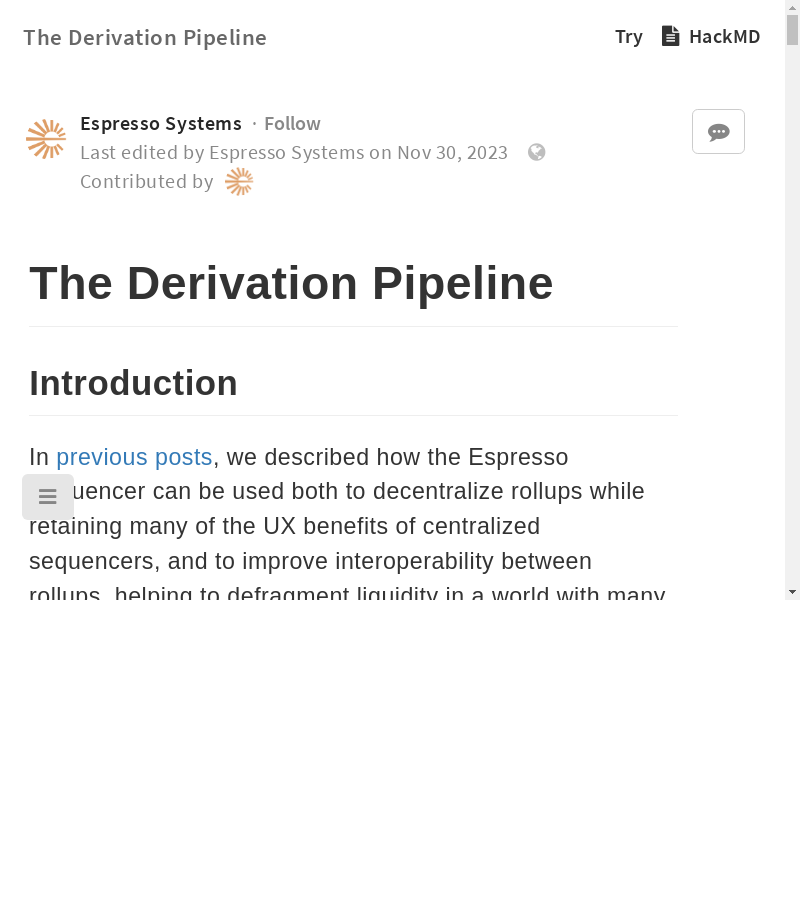 The Derivation Pipeline
Try HackMD
Espresso Systems · Follow
Last edited by Espresso Systems on Nov 30, 2023
Contributed by
The Derivation Pipeline
Introduction
In previous posts, we described how the Espresso
uencer can be used both to decentralize rollups while
retaining many of the UX benefits of centralized
sequencers, and to improve interoperability between
rollups, helping to defragment liquidity in a world with many